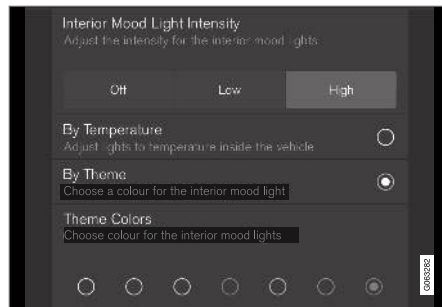 Interior Mood Light Intensity
Adjust the intensity for the interior mood lights
Off Low High
By Temperature
Adjust lights to temperature inside the vehicle
By Theme
Choose a colour for the interior mood light
Theme Colors
Choose colour for the interior mood lights
G063282